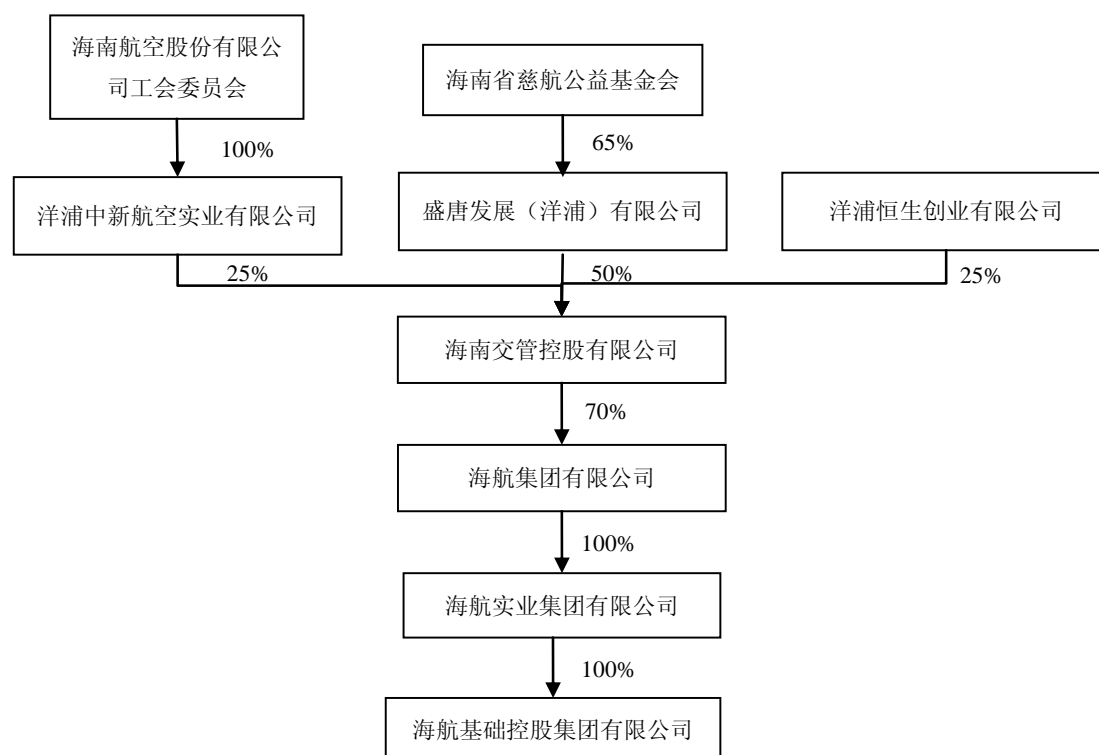 海南航空股份有限公
司工会委员会
海南省慈航公益基金会
100%
65%
洋浦中新航空实业有限公司
盛唐发展（洋浦）有限公司
洋浦恒生创业有限公司
25%
50%
25%
海南交管控股有限公司
70%
海航集团有限公司
100%
海航实业集团有限公司
100%
海航基础控股集团有限公司